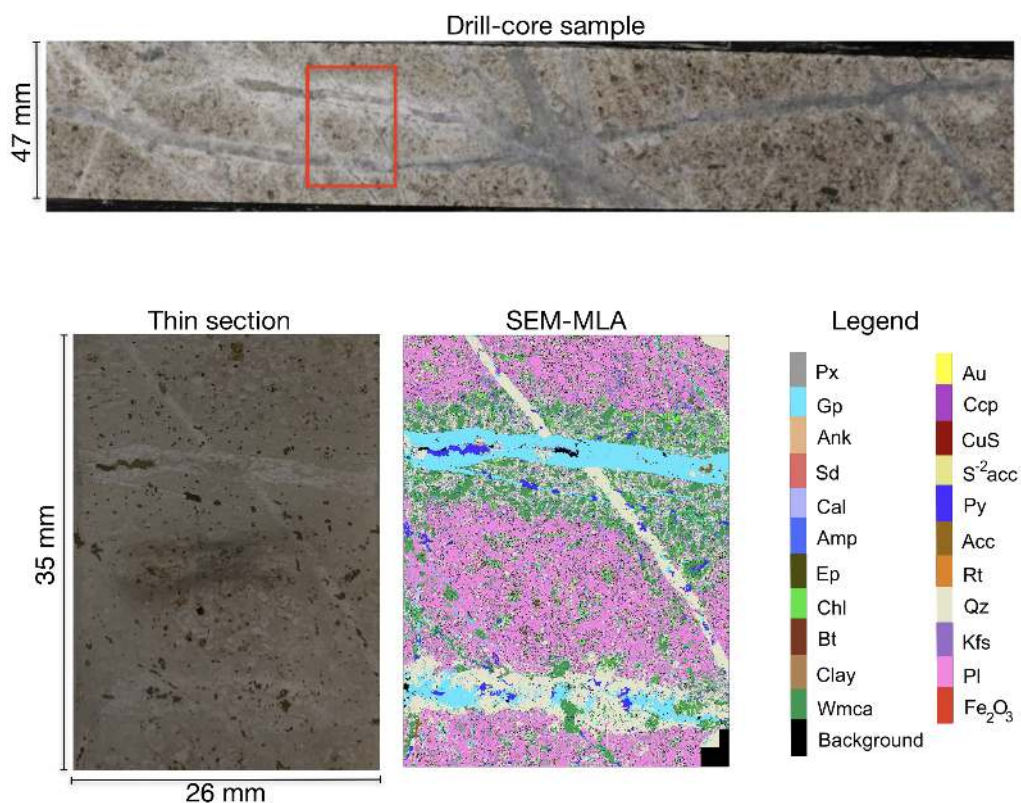 Drill-core sample
47 mm
Thin section
SEM-MLA
Legend
35 mm
26 mm
Px
Gp
Ank
Sd
Cal
Amp
Ep
Chl
Bt
Clay
Wmca
Background
Au
Ccp
CuS
S⁻²acc
Py
Acc
Rt
Qz
Kfs
Pl
Fe₂O₃